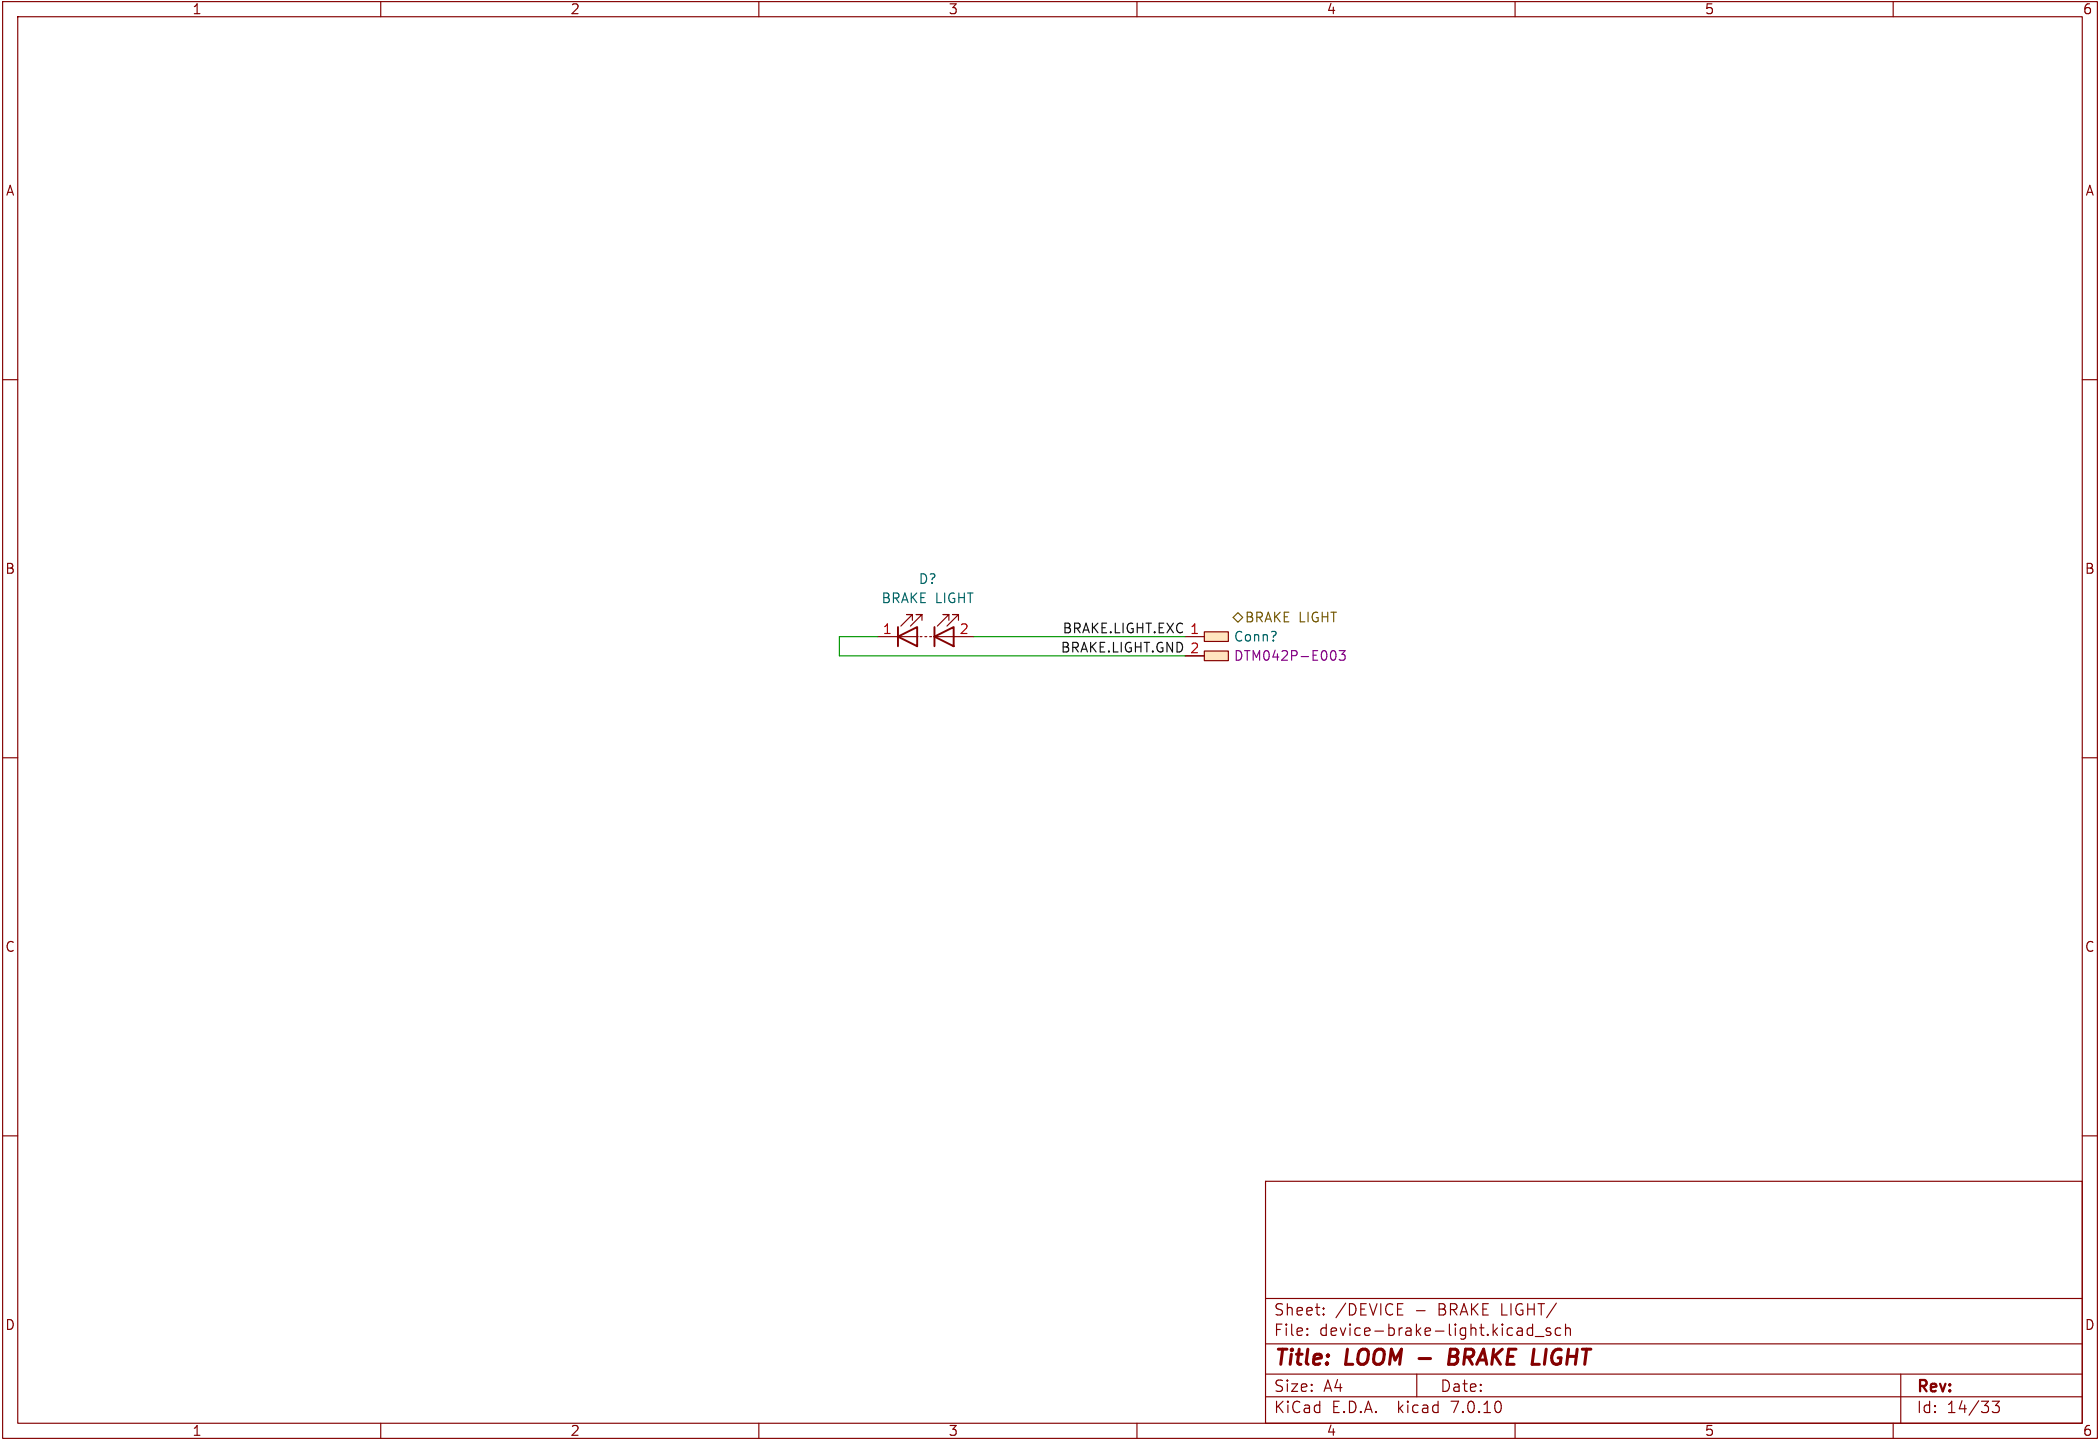 1 2 3 4 5 6
A A
B B
D?
BRAKE LIGHT
1 2
BRAKE.LIGHT.EXC 1
BRAKE.LIGHT.GND 2
BRAKE LIGHT
Conn?
DTM042P-E003
C C
D D
Sheet: /DEVICE - BRAKE LIGHT/
File: device-brake-light.kicad_sch
Title: LOOM - BRAKE LIGHT
Size: A4 Date: Rev:
KiCad E.D.A. kicad 7.0.10 Id: 14/33
1 2 3 4 5 6